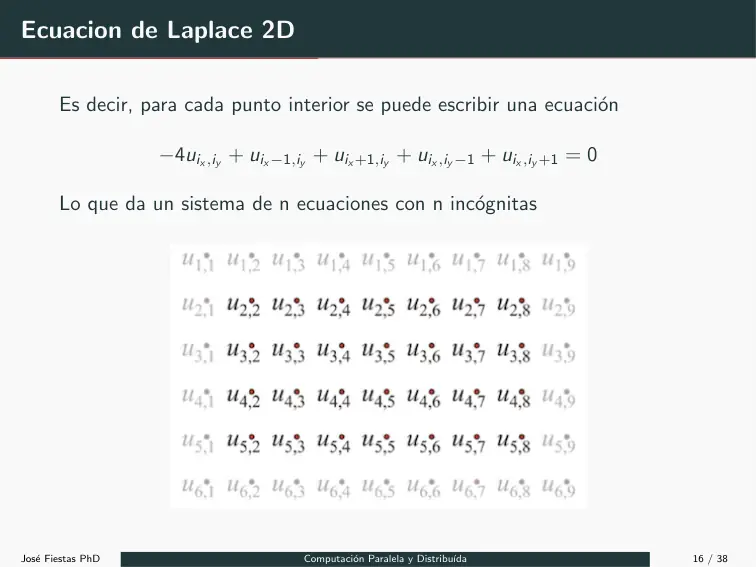 Ecuacion de Laplace 2D
Es decir, para cada punto interior se puede escribir una ecuación
−4u_{i_x,i_y} + u_{i_x−1,i_y} + u_{i_x+1,i_y} + u_{i_x,i_y−1} + u_{i_x,i_y+1} = 0
Lo que da un sistema de n ecuaciones con n incógnitas
u_{1,1} u_{1,2} u_{1,3} u_{1,4} u_{1,5} u_{1,6} u_{1,7} u_{1,8} u_{1,9}
u_{2,1} u_{2,2} u_{2,3} u_{2,4} u_{2,5} u_{2,6} u_{2,7} u_{2,8} u_{2,9}
u_{3,1} u_{3,2} u_{3,3} u_{3,4} u_{3,5} u_{3,6} u_{3,7} u_{3,8} u_{3,9}
u_{4,1} u_{4,2} u_{4,3} u_{4,4} u_{4,5} u_{4,6} u_{4,7} u_{4,8} u_{4,9}
u_{5,1} u_{5,2} u_{5,3} u_{5,4} u_{5,5} u_{5,6} u_{5,7} u_{5,8} u_{5,9}
u_{6,1} u_{6,2} u_{6,3} u_{6,4} u_{6,5} u_{6,6} u_{6,7} u_{6,8} u_{6,9}
José Fiestas PhD
Computación Paralela y Distribuída
16 / 38